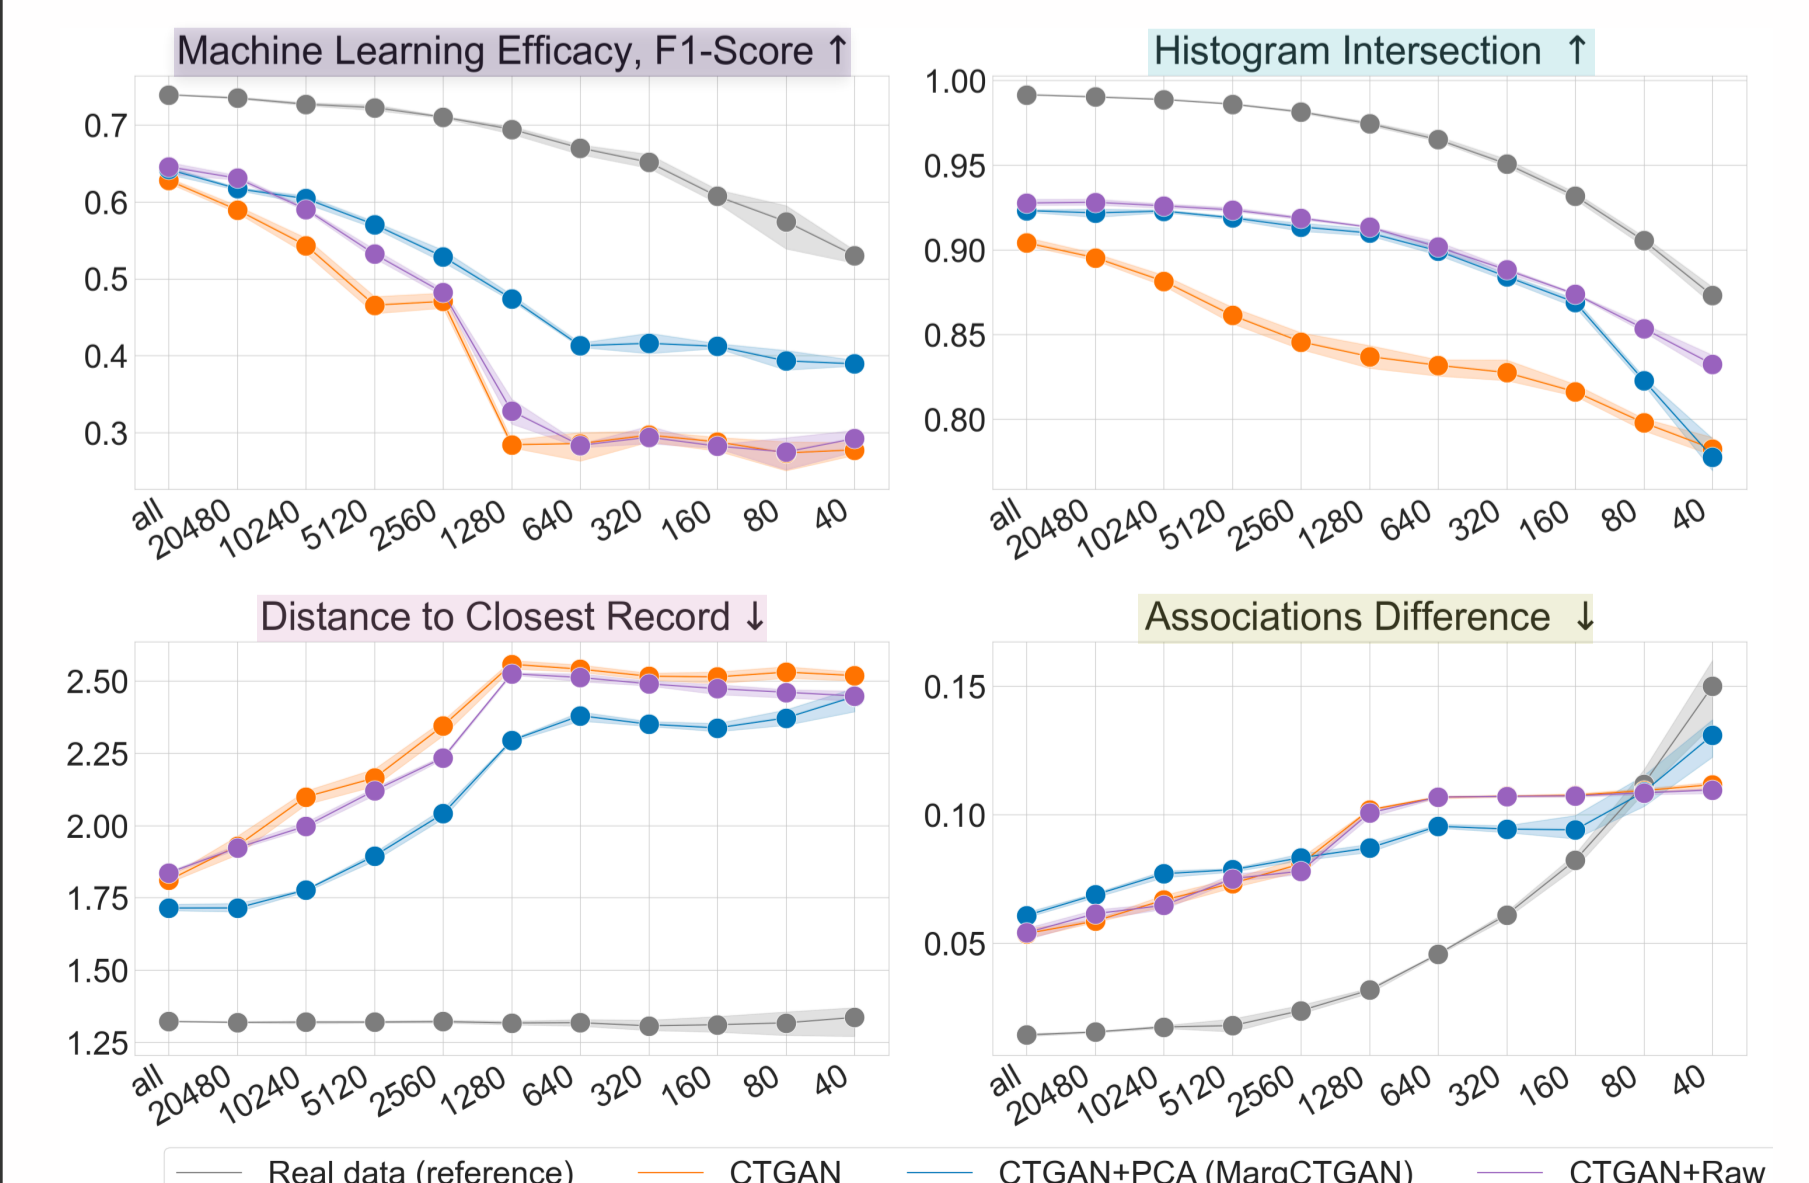 Machine Learning Efficacy, F1-Score ↑
0.7
0.6
0.5
0.4
0.3
all 20480 10240 5120 2560 1280 640 320 160 80 40
Histogram Intersection ↑
1.00
0.95
0.90
0.85
0.80
all 20480 10240 5120 2560 1280 640 320 160 80 40
Distance to Closest Record ↓
2.50
2.25
2.00
1.75
1.50
1.25
all 20480 10240 5120 2560 1280 640 320 160 80 40
Associations Difference ↓
0.15
0.10
0.05
all 20480 10240 5120 2560 1280 640 320 160 80 40
Real data (reference) CTGAN CTGAN+PCA (MargCTGAN) CTGAN+Raw